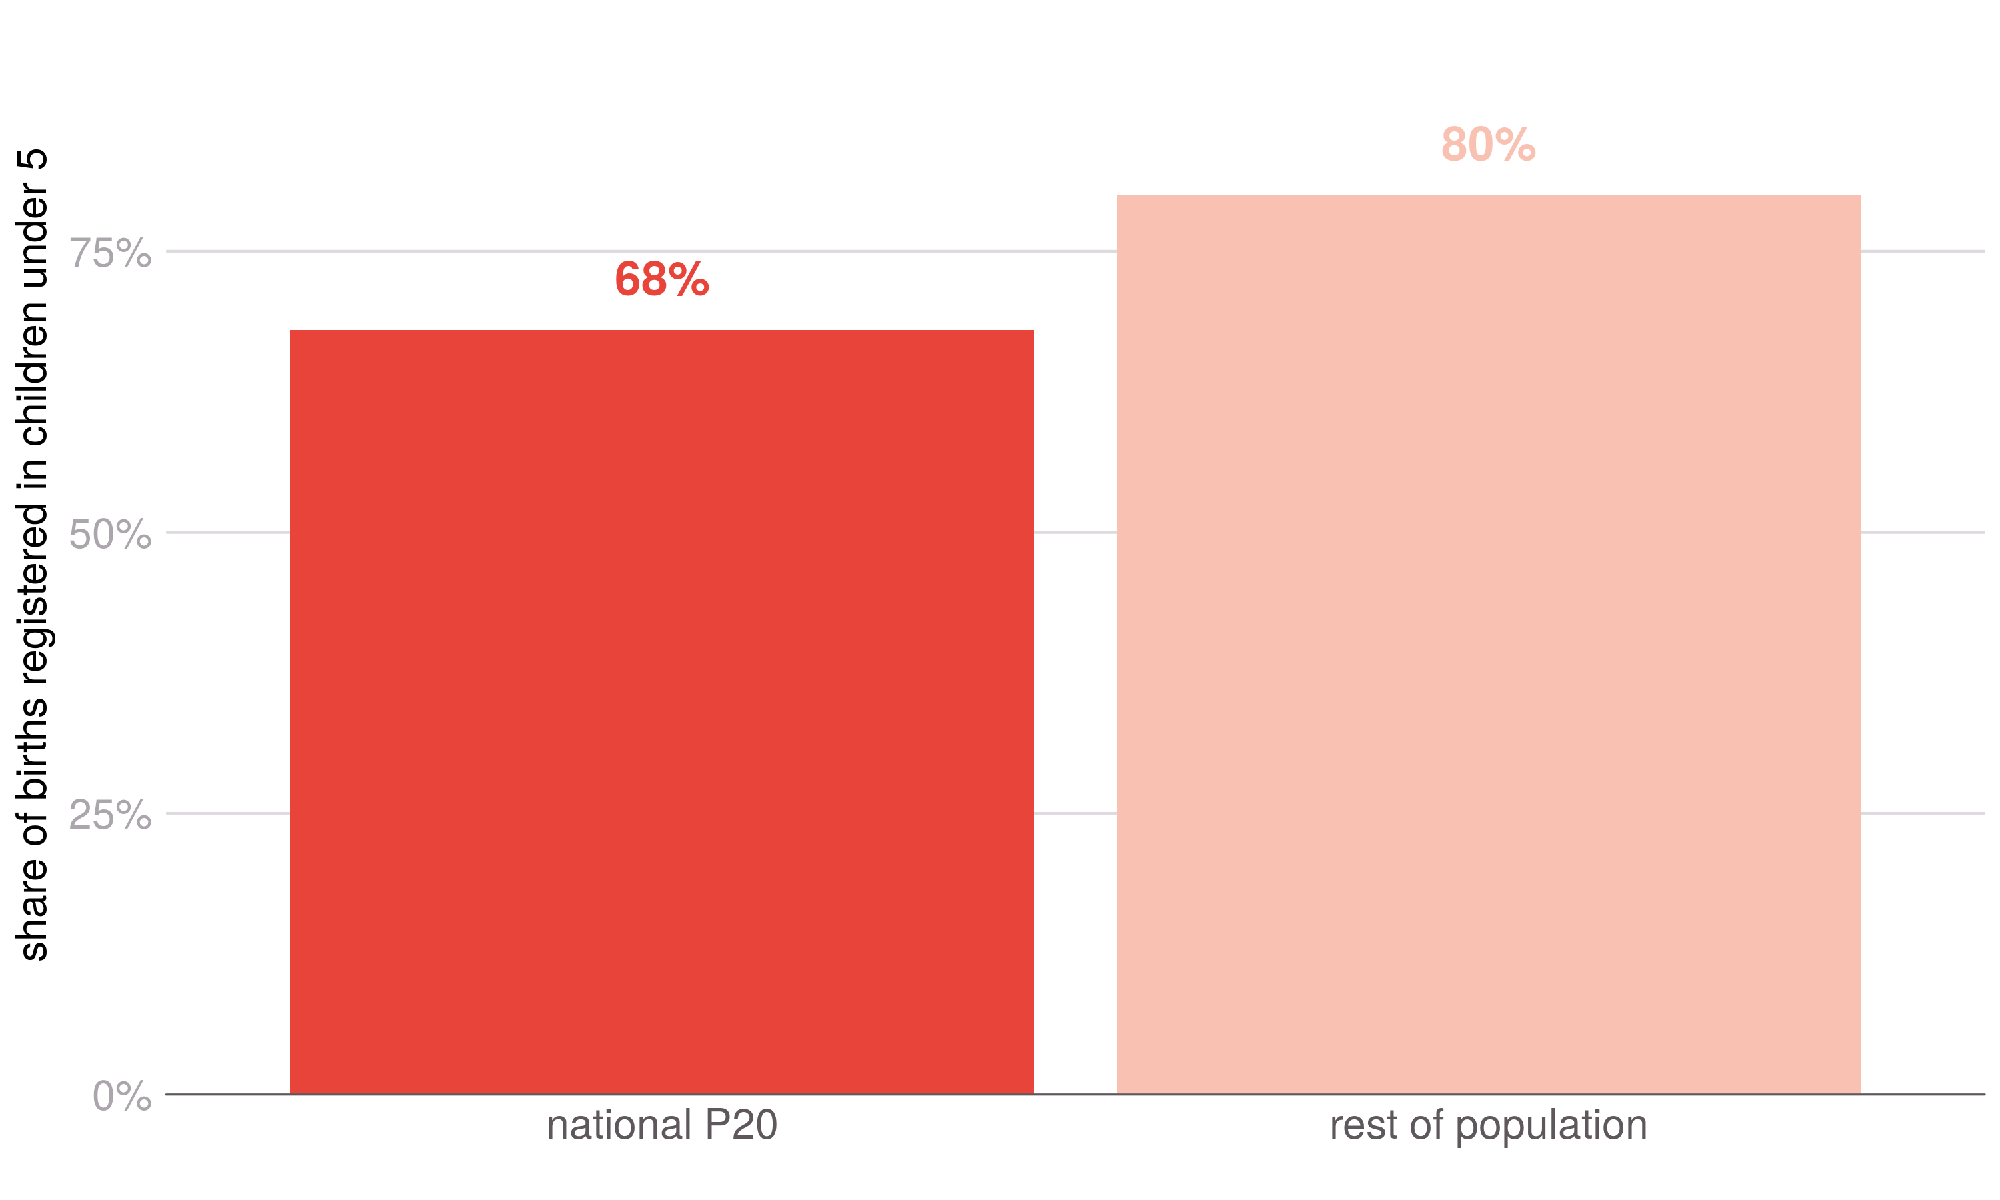 share of births registered in children under 5
80%
75%
68%
50%
25%
0%
national P20
rest of population